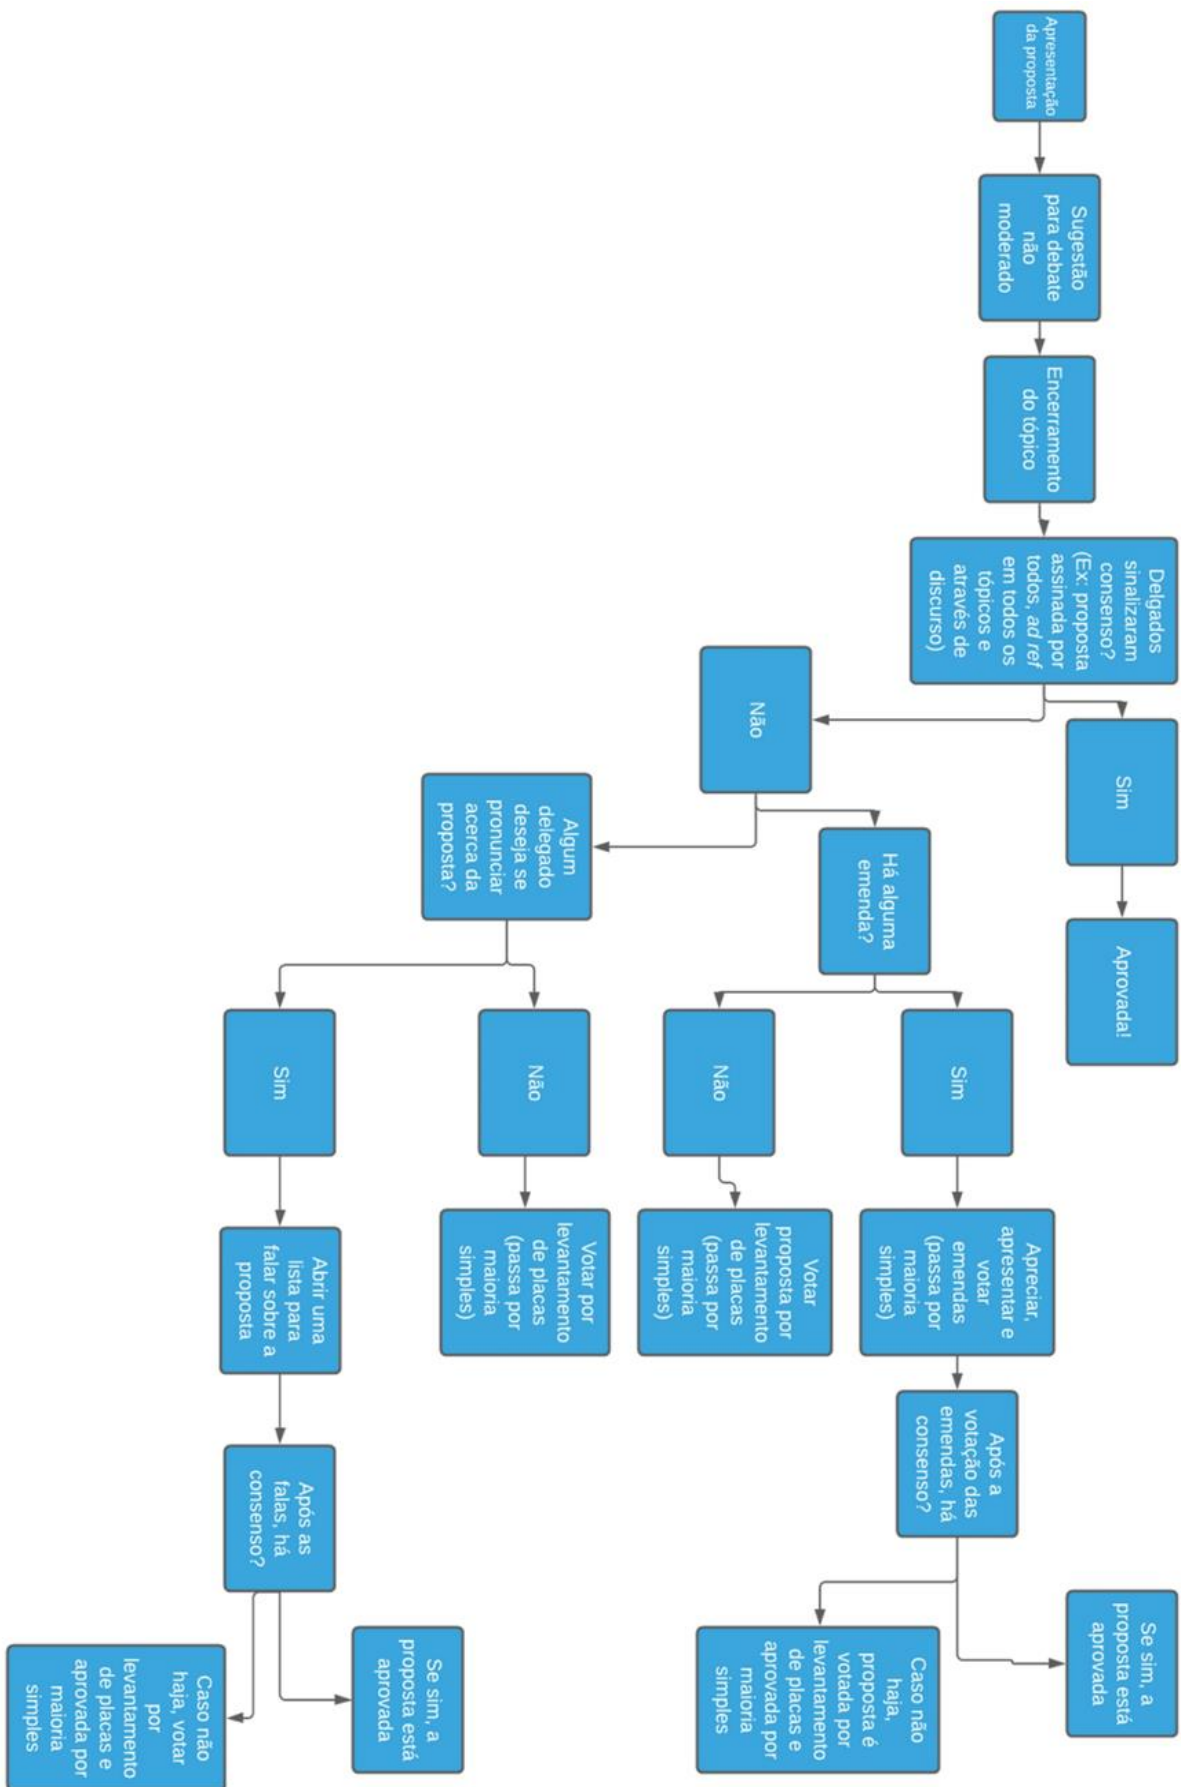 Apresentação
da proposta
Sugestão
para debate
não
moderado
Encerramento
do tópico
Delgados
sinalizaram
consenso?
(Ex: proposta
assinada por
todos, ad ref
em todos os
tópicos e
através de
discurso)
Sim
Aprovada!
Não
Há alguma
emenda?
Sim
Apreciar,
apresentar e
votar
emendas
(passa por
maioria
simples)
Após a
votação das
emendas, há
consenso?
Se sim, a
proposta está
aprovada
Caso não
haja,
proposta é
votada por
levantamento
de placas e
aprovada por
maioria
simples
Não
Votar
proposta por
levantamento
de placas
(passa por
maioria
simples)
Algum
delegado
deseja se
pronunciar
acerca da
proposta?
Não
Votar por
levantamento
de placas
(passa por
maioria
simples)
Sim
Abrir uma
lista para
falar sobre a
proposta
Após as
falas, há
consenso?
Se sim, a
proposta está
aprovada
Caso não
haja, votar
por
levantamento
de placas e
aprovada por
maioria
simples